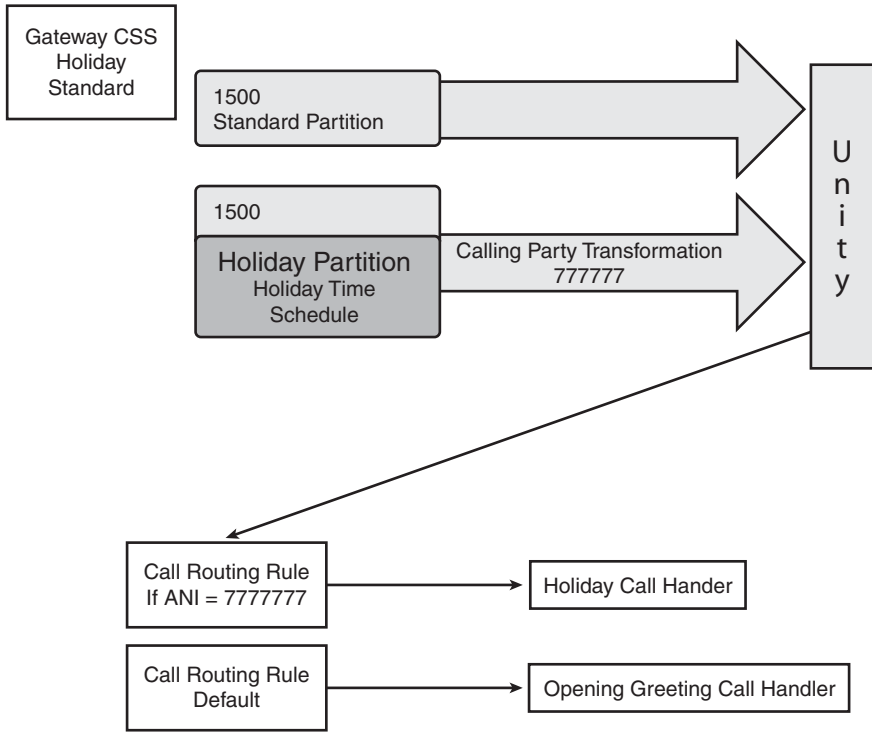 Gateway CSS
Holiday
Standard
1500
Standard Partition
1500
Holiday Partition
Holiday Time
Schedule
Calling Party Transformation
777777
Unity
Call Routing Rule
If ANI = 7777777
Holiday Call Hander
Call Routing Rule
Default
Opening Greeting Call Handler